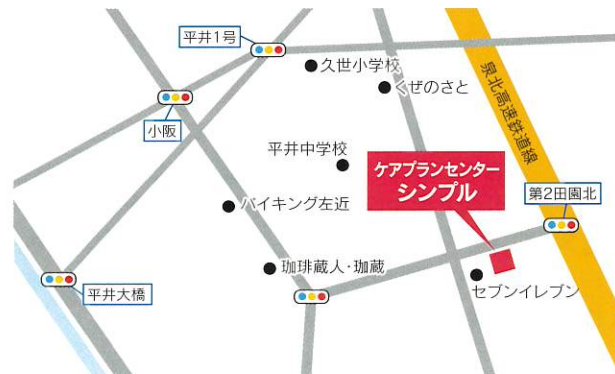 平井1号
久世小学校
くぜのさと
泉北高速鉄道線
小阪
平井中学校
ケアプランセンター
シンプル
第2田園北
バイキング左近
珈琲蔵人・珈蔵
セブンイレブン
平井大橋